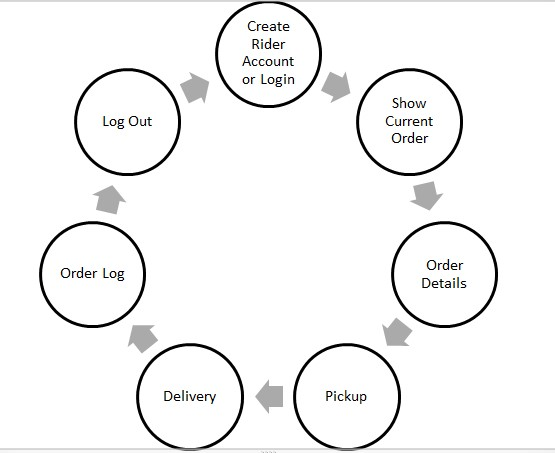 Create
Rider
Account
or Login
Show
Current
Order
Order
Details
Pickup
Delivery
Order Log
Log Out